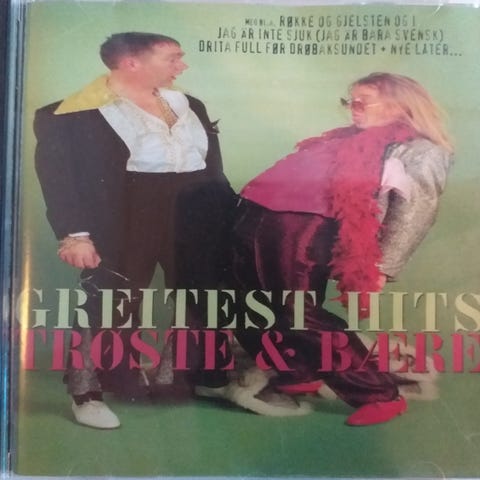 MED BL.A. RØKKE OG GJELSTEN OG I
JAG ÄR INTE SJUK (JAG ÄR BARA SVENSK)
DRITA FULL FØR DRØBAKSUNDET + NYE LÅTER...
GREITEST HITS
TRØSTE & BÆRE